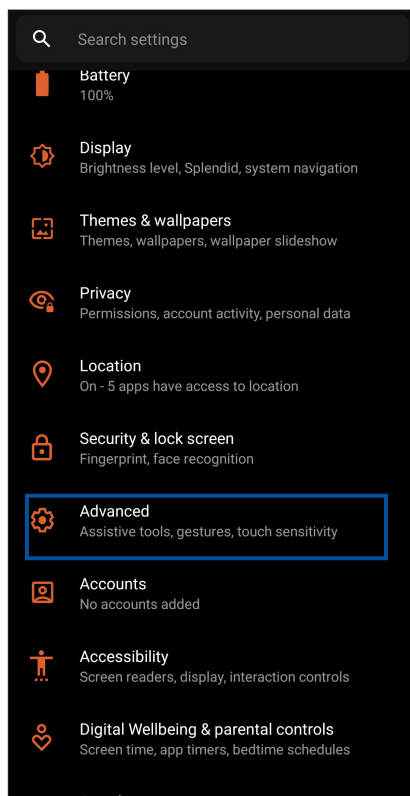 Search settings
Battery
100%
Display
Brightness level, Splendid, system navigation
Themes & wallpapers
Themes, wallpapers, wallpaper slideshow
Privacy
Permissions, account activity, personal data
Location
On - 5 apps have access to location
Security & lock screen
Fingerprint, face recognition
Advanced
Assistive tools, gestures, touch sensitivity
Accounts
No accounts added
Accessibility
Screen readers, display, interaction controls
Digital Wellbeing & parental controls
Screen time, app timers, bedtime schedules